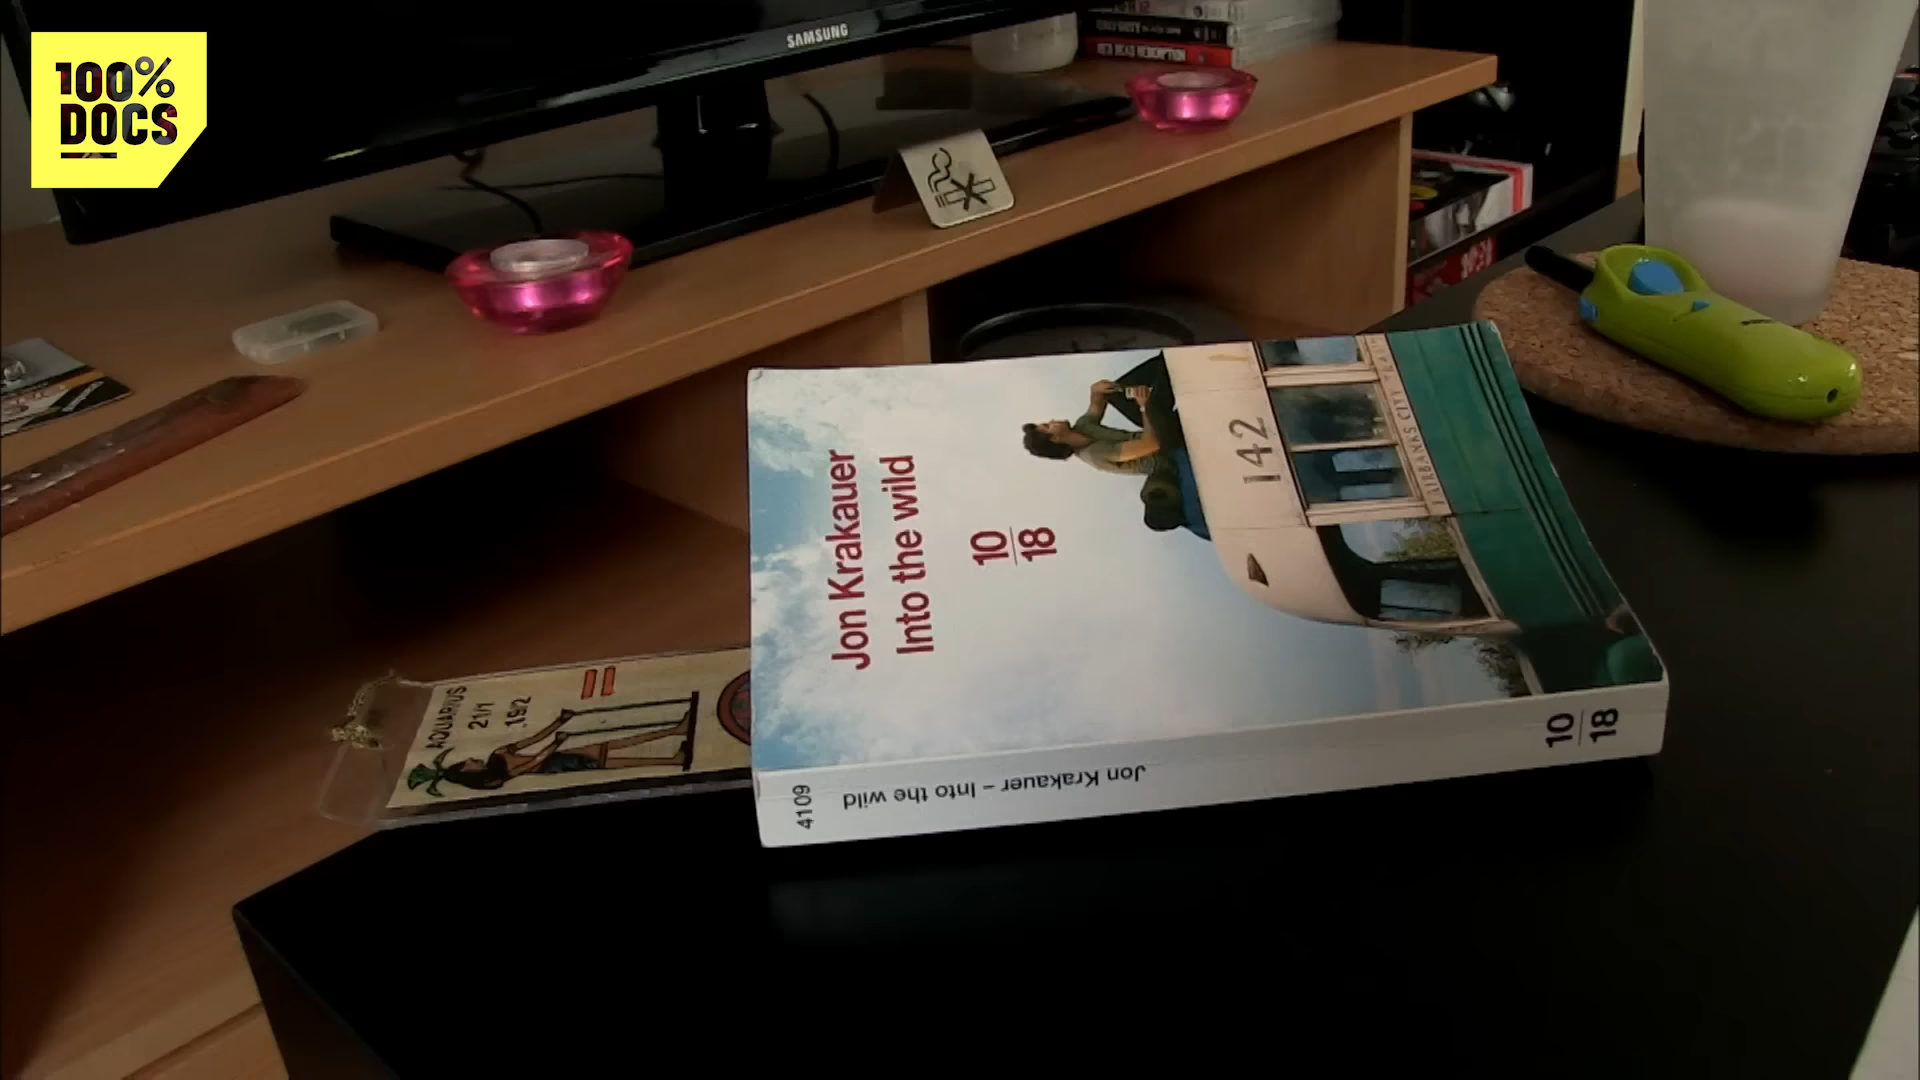 100%
DOCS
SAMSUNG
Jon Krakauer
Into the wild
10
18
142
FAIRBANKS CITY
AQUARIUS
21/1
19/2
4109
Jon Krakauer – Into the wild
10
18